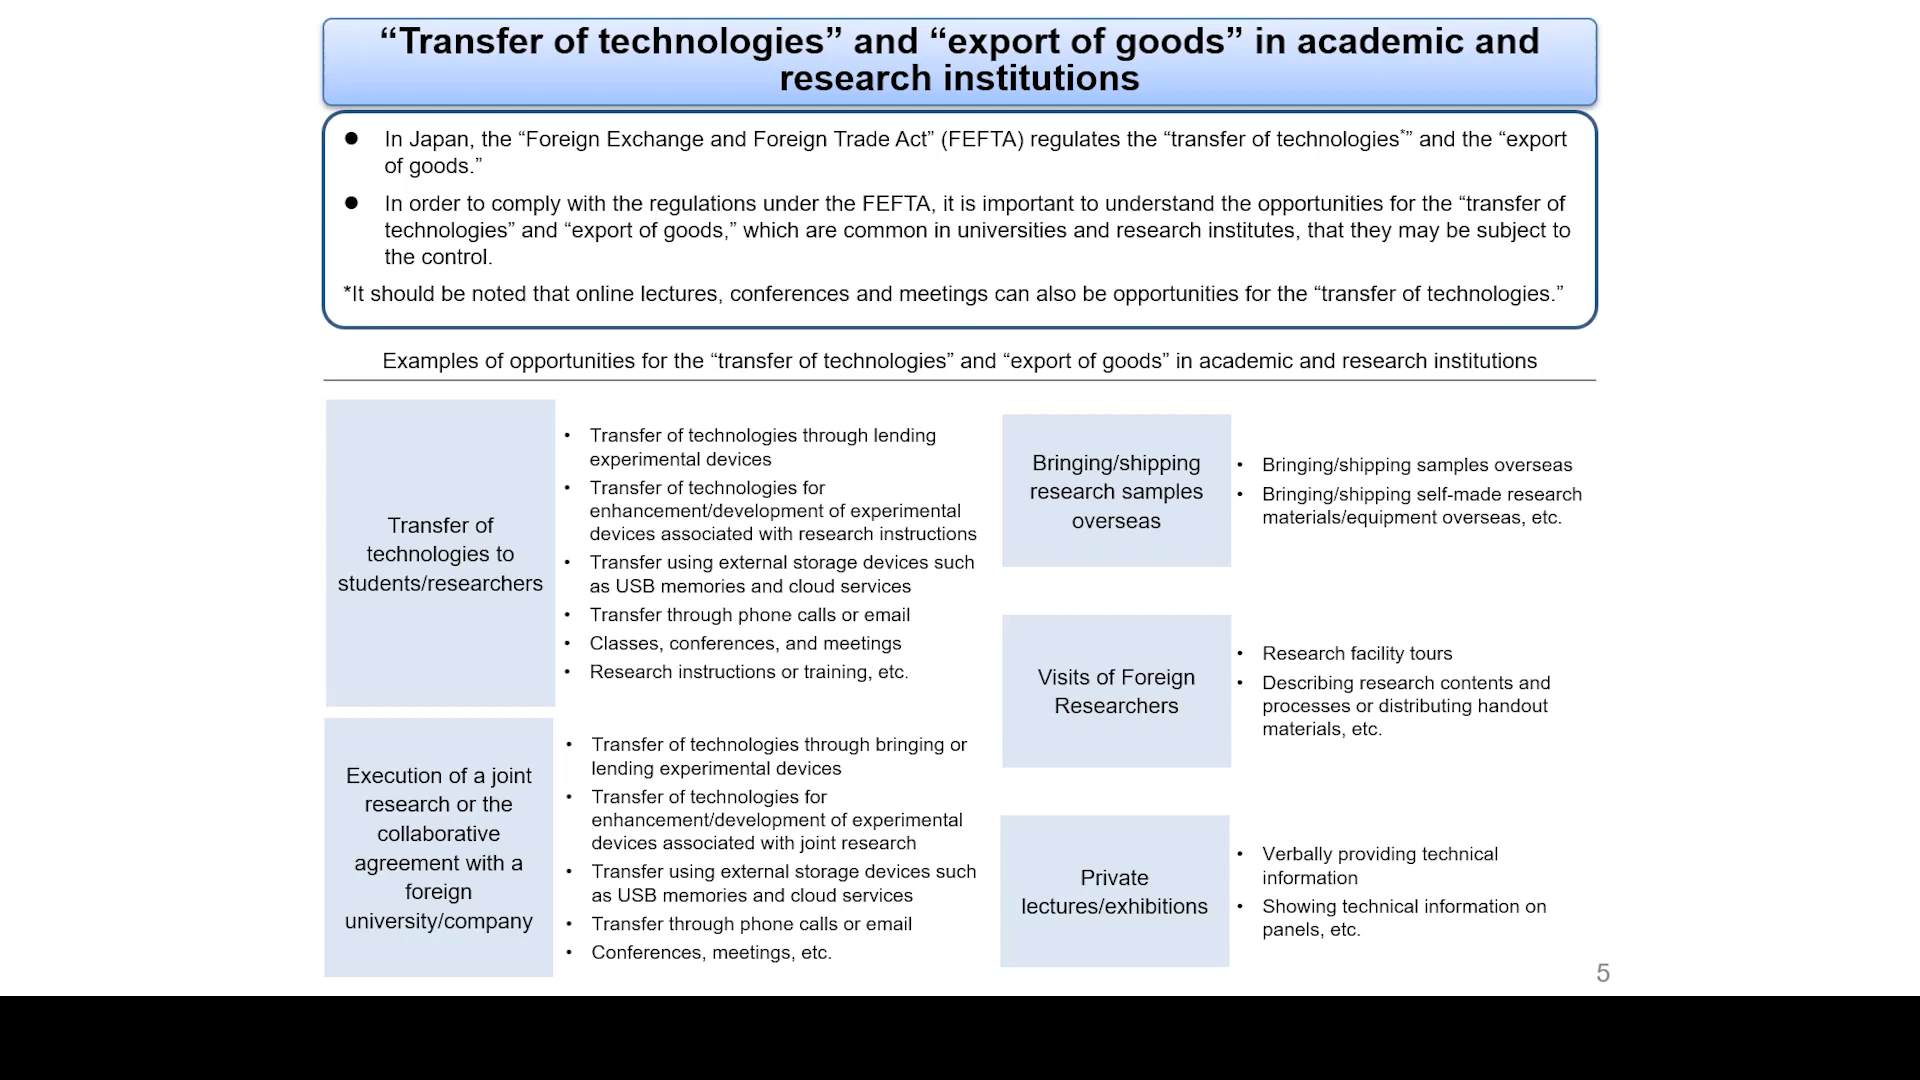 “Transfer of technologies” and “export of goods” in academic and
research institutions
● In Japan, the “Foreign Exchange and Foreign Trade Act” (FEFTA) regulates the “transfer of technologies*” and the “export
of goods.”
● In order to comply with the regulations under the FEFTA, it is important to understand the opportunities for the “transfer of
technologies” and “export of goods,” which are common in universities and research institutes, that they may be subject to
the control.
*It should be noted that online lectures, conferences and meetings can also be opportunities for the “transfer of technologies.”
Examples of opportunities for the “transfer of technologies” and “export of goods” in academic and research institutions
Transfer of
technologies to
students/researchers
• Transfer of technologies through lending
experimental devices
• Transfer of technologies for
enhancement/development of experimental
devices associated with research instructions
• Transfer using external storage devices such
as USB memories and cloud services
• Transfer through phone calls or email
• Classes, conferences, and meetings
• Research instructions or training, etc.
Execution of a joint
research or the
collaborative
agreement with a
foreign
university/company
• Transfer of technologies through bringing or
lending experimental devices
• Transfer of technologies for
enhancement/development of experimental
devices associated with joint research
• Transfer using external storage devices such
as USB memories and cloud services
• Transfer through phone calls or email
• Conferences, meetings, etc.
Bringing/shipping
research samples
overseas
• Bringing/shipping samples overseas
• Bringing/shipping self-made research
materials/equipment overseas, etc.
Visits of Foreign
Researchers
• Research facility tours
• Describing research contents and
processes or distributing handout
materials, etc.
Private
lectures/exhibitions
• Verbally providing technical
information
• Showing technical information on
panels, etc.
5